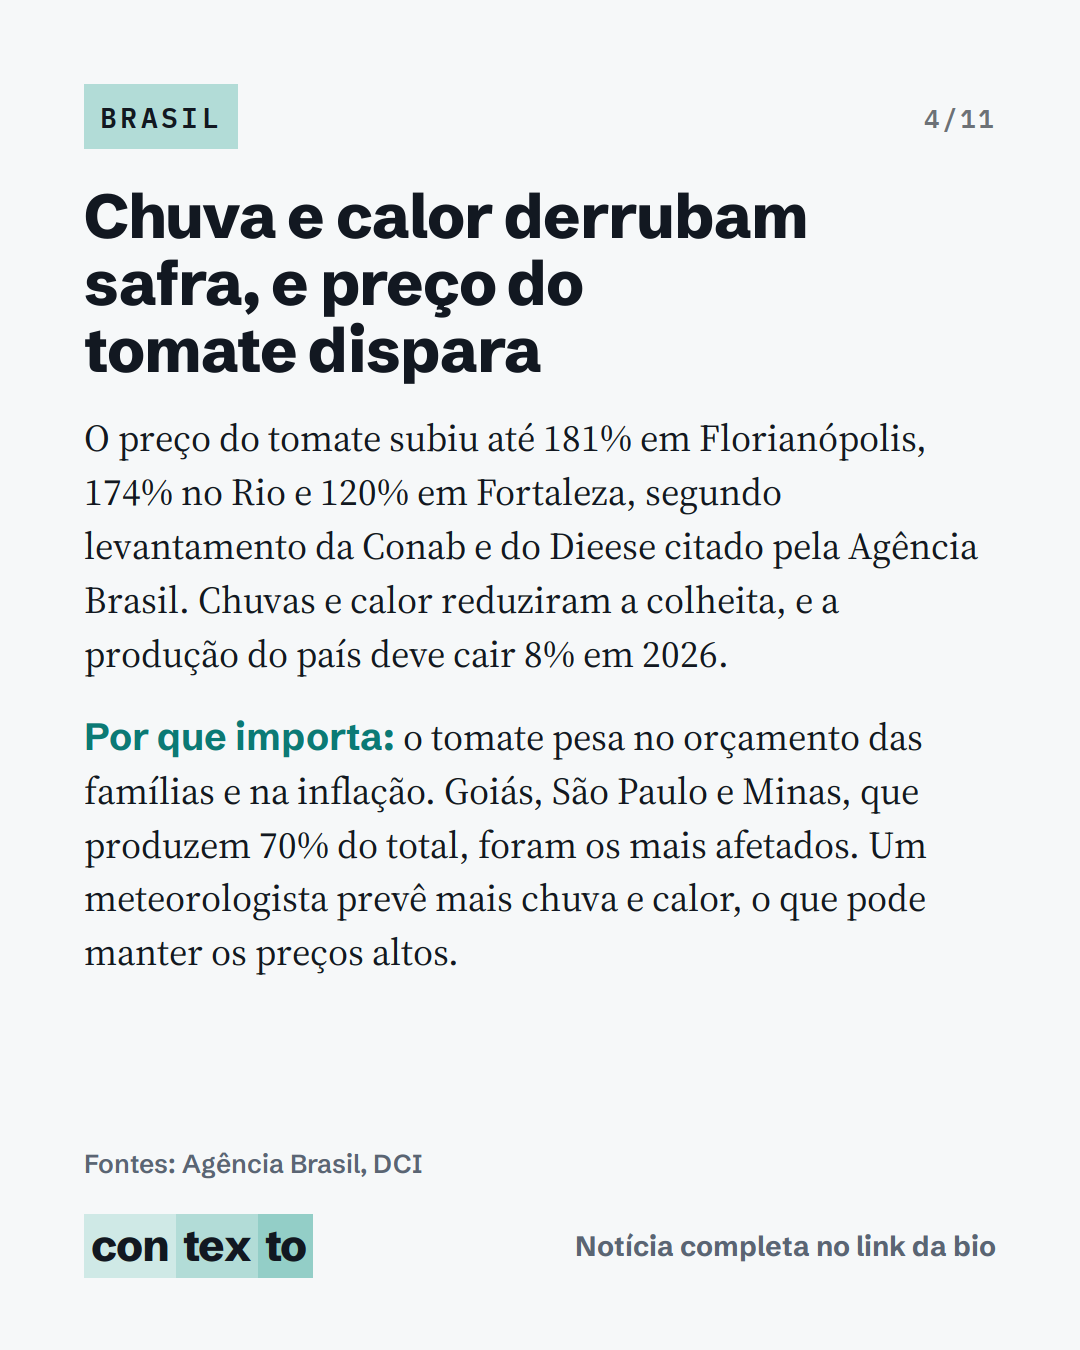 BRASIL
4/11
Chuva e calor derrubam
safra, e preço do
tomate dispara
O preço do tomate subiu até 181% em Florianópolis,
174% no Rio e 120% em Fortaleza, segundo
levantamento da Conab e do Dieese citado pela Agência
Brasil. Chuvas e calor reduziram a colheita, e a
produção do país deve cair 8% em 2026.
Por que importa: o tomate pesa no orçamento das
famílias e na inflação. Goiás, São Paulo e Minas, que
produzem 70% do total, foram os mais afetados. Um
meteorologista prevê mais chuva e calor, o que pode
manter os preços altos.
Fontes: Agência Brasil, DCI
contexto
Notícia completa no link da bio